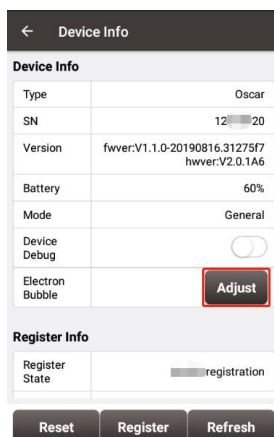 ← Device Info
Device Info
Type Oscar
SN 12 20
Version fwver:V1.1.0-20190816.31275f7
hwver:V2.0.1A6
Battery 60%
Mode General
Device
Debug
Electron
Bubble Adjust
Register Info
Register
State registration
Reset Register Refresh